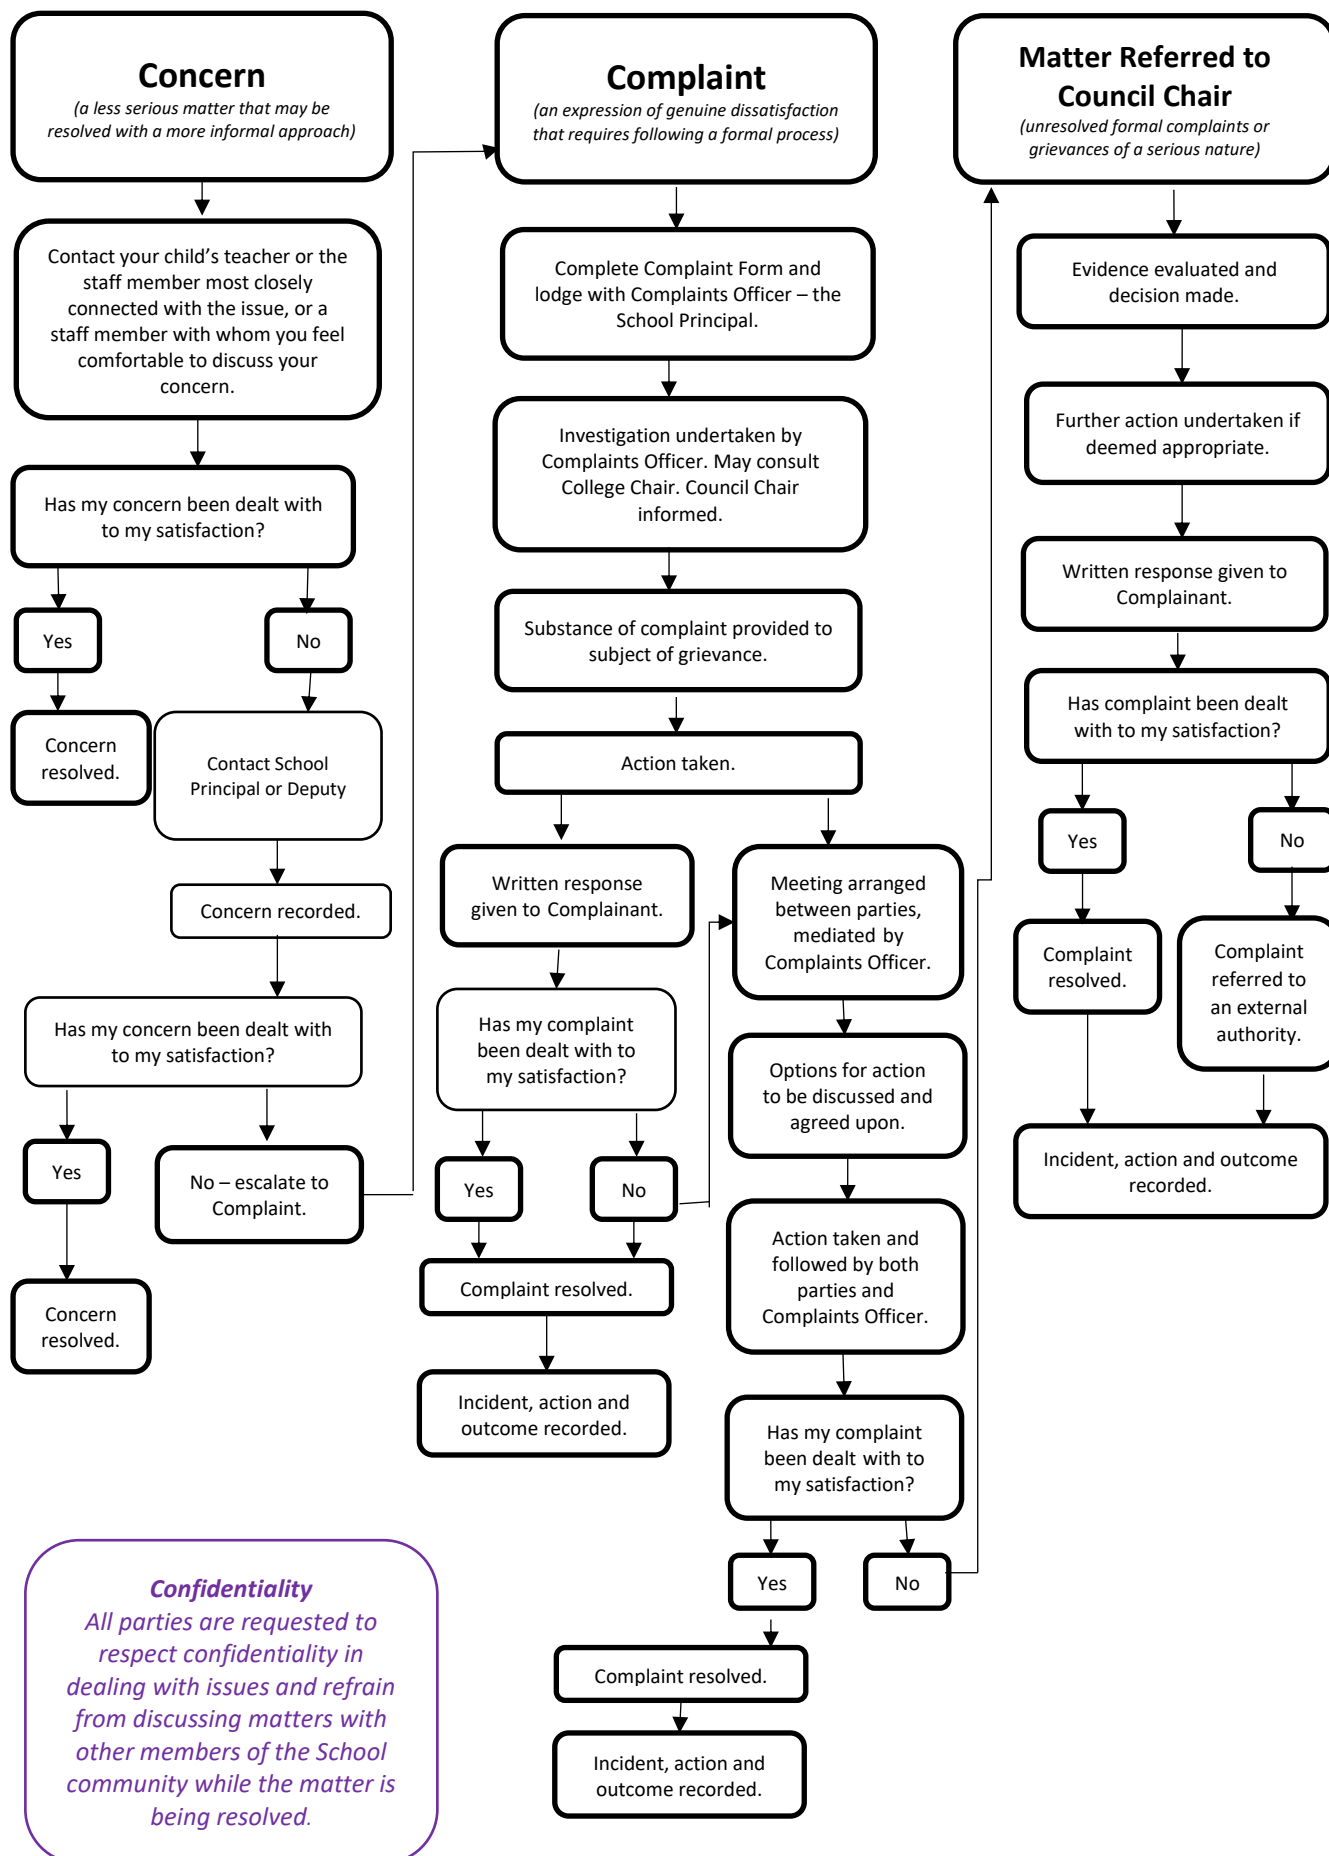 Concern
(a less serious matter that may be
resolved with a more informal approach)
Contact your child’s teacher or the
staff member most closely
connected with the issue, or a
staff member with whom you feel
comfortable to discuss your
concern.
Has my concern been dealt with
to my satisfaction?
Yes
No
Concern
resolved.
Contact School
Principal or Deputy
Concern recorded.
Has my concern been dealt with
to my satisfaction?
Yes
No – escalate to
Complaint.
Concern
resolved.
Complaint
(an expression of genuine dissatisfaction
that requires following a formal process)
Complete Complaint Form and
lodge with Complaints Officer – the
School Principal.
Investigation undertaken by
Complaints Officer. May consult
College Chair. Council Chair
informed.
Substance of complaint provided to
subject of grievance.
Action taken.
Written response
given to Complainant.
Has my complaint
been dealt with to
my satisfaction?
Yes
No
Complaint resolved.
Incident, action and
outcome recorded.
Meeting arranged
between parties,
mediated by
Complaints Officer.
Options for action
to be discussed and
agreed upon.
Action taken and
followed by both
parties and
Complaints Officer.
Has my complaint
been dealt with to
my satisfaction?
Yes
No
Complaint resolved.
Incident, action and
outcome recorded.
Matter Referred to
Council Chair
(unresolved formal complaints or
grievances of a serious nature)
Evidence evaluated and
decision made.
Further action undertaken if
deemed appropriate.
Written response given to
Complainant.
Has complaint been dealt
with to my satisfaction?
Yes
No
Complaint
resolved.
Complaint
referred to
an external
authority.
Incident, action and outcome
recorded.
Confidentiality
All parties are requested to
respect confidentiality in
dealing with issues and refrain
from discussing matters with
other members of the School
community while the matter is
being resolved.